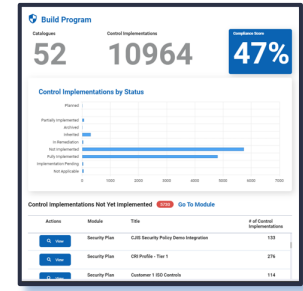 Build Program
Catalogues
52
Control Implementations
10964
Compliance Score
47%
Control Implementations by Status
Planned
Partially Implemented
Archived
Inherited
In Remediation
Not Implemented
Fully Implemented
Implementation Pending
Not Applicable
0 1000 2000 3000 4000 5000 6000 7000
Control Implementations Not Yet Implemented Go To Module
Actions Module Title # of Control
Implementations
View Security Plan CJIS Security Policy Demo Integration 133
View Security Plan CRI Profile - Tier 1 276
View Security Plan Customer 1 ISO Controls 114